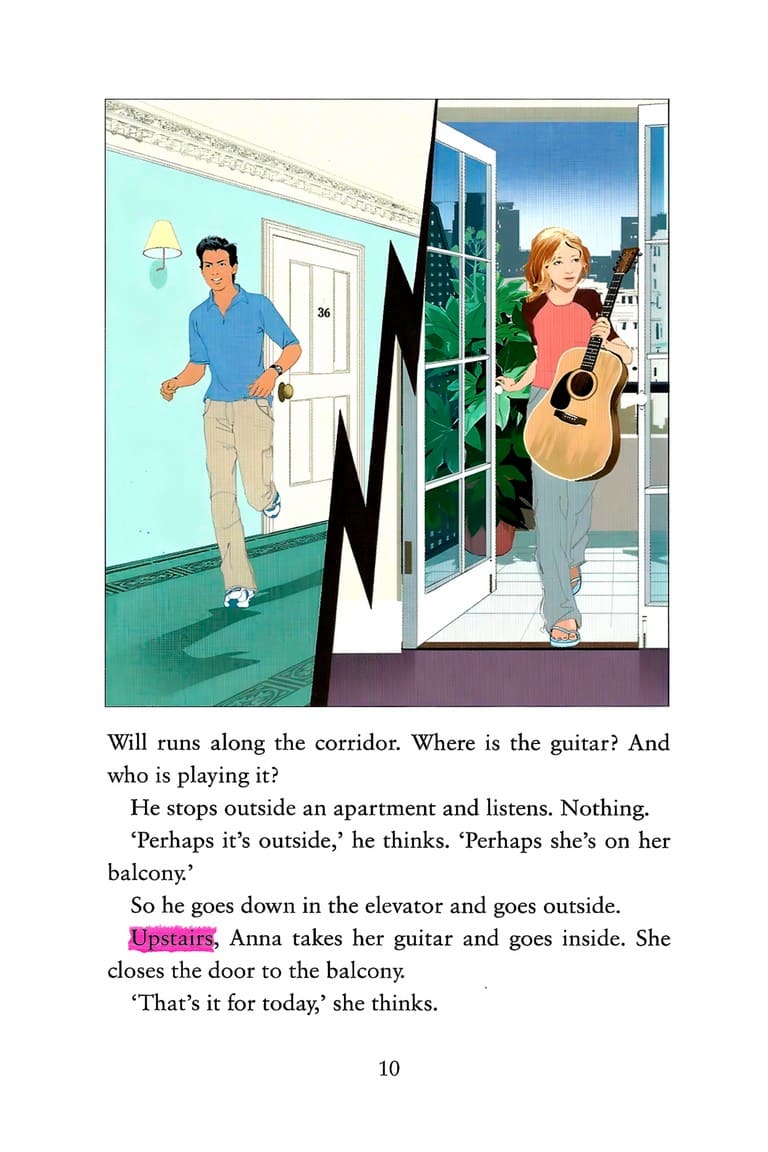 36
Will runs along the corridor. Where is the guitar? And
who is playing it?
He stops outside an apartment and listens. Nothing.
‘Perhaps it’s outside,’ he thinks. ‘Perhaps she’s on her
balcony.’
So he goes down in the elevator and goes outside.
Upstairs, Anna takes her guitar and goes inside. She
closes the door to the balcony.
‘That’s it for today,’ she thinks.
10